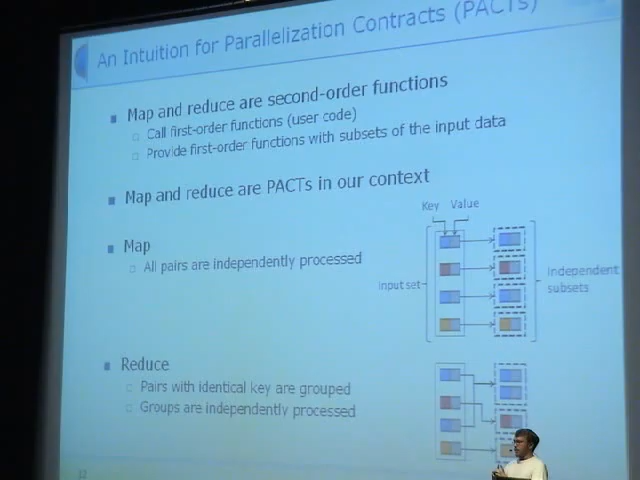 An Intuition for Parallelization Contracts (PACTs)
Map and reduce are second-order functions
Call first-order functions (user code)
Provide first-order functions with subsets of the input data
Map and reduce are PACTs in our context
Key Value
Map
All pairs are independently processed
Input set
Independent
subsets
Reduce
Pairs with identical key are grouped
Groups are independently processed